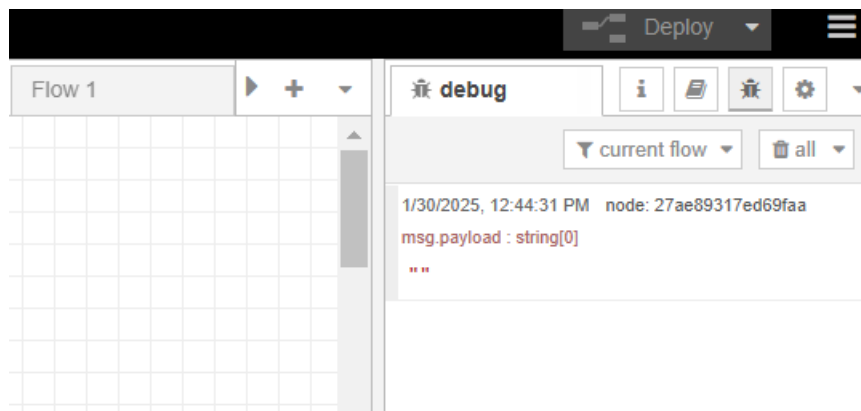 Deploy
Flow 1
debug
current flow
all
1/30/2025, 12:44:31 PM node: 27ae89317ed69faa
msg.payload : string[0]
""